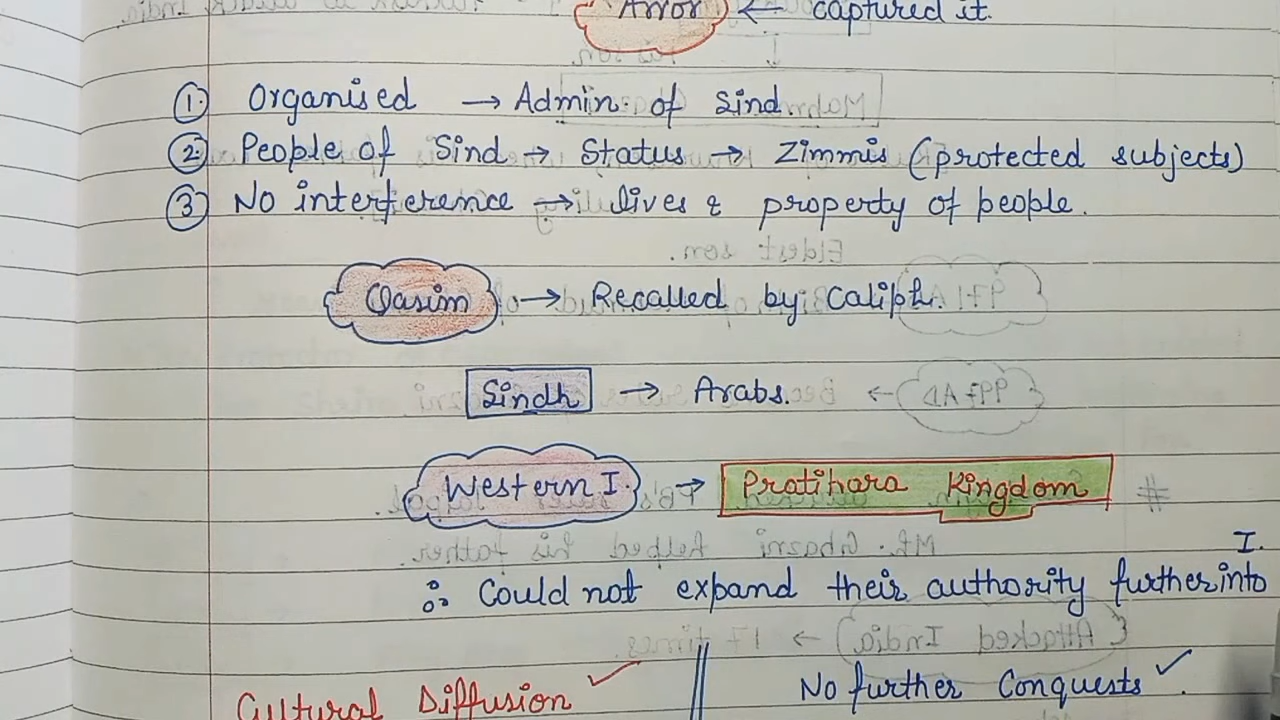 Arror ← captured it.
① Organised → Admin. of Sind.
② People of Sind → Status → Zimmis (protected subjects)
③ No interference → lives & property of people.
Qasim → Recalled by Caliph.
Sindh → Arabs.
Western I. → Pratihara Kingdom
∴ Could not expand their authority further into I.
Cultural Diffusion ✓ || No further Conquests ✓.